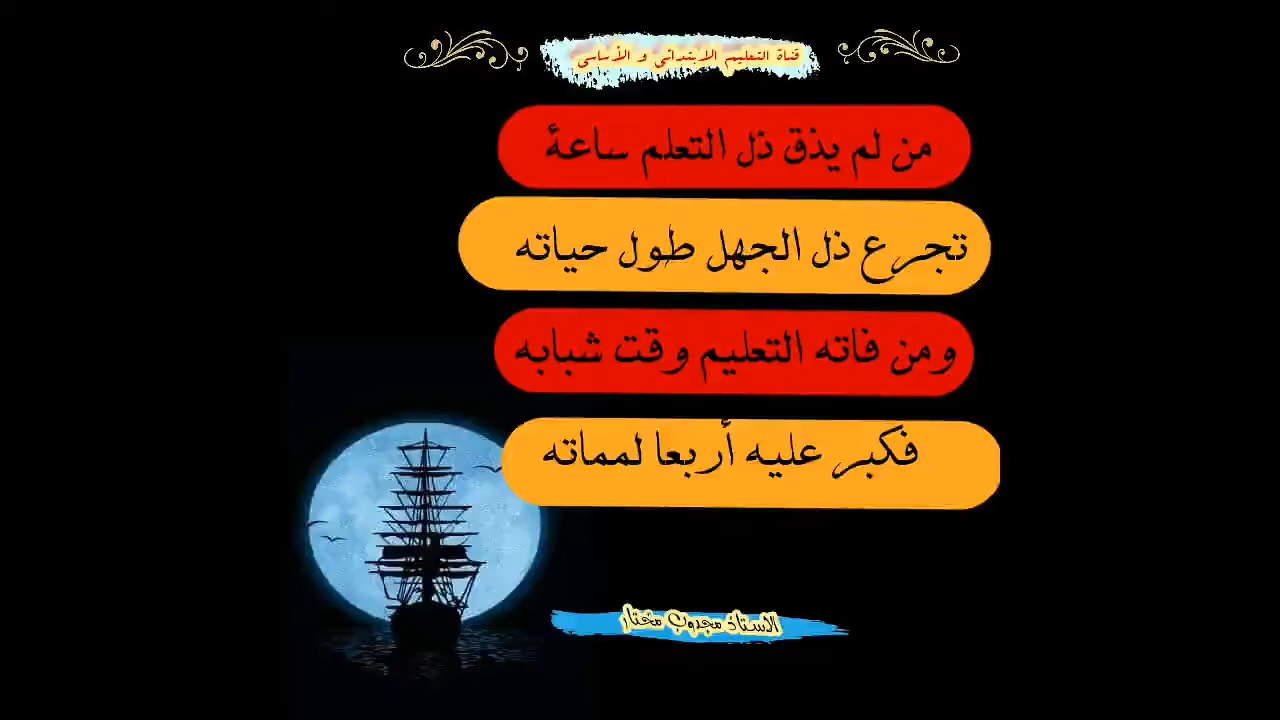 قناة التعليم الابتدائي و الأساسي
من لم يذق ذل التعلم ساعة
تجرع ذل الجهل طول حياته
ومن فاته التعليم وقت شبابه
فكبر عليه أربعا لمماته
الاستاذ مجدوب مختار